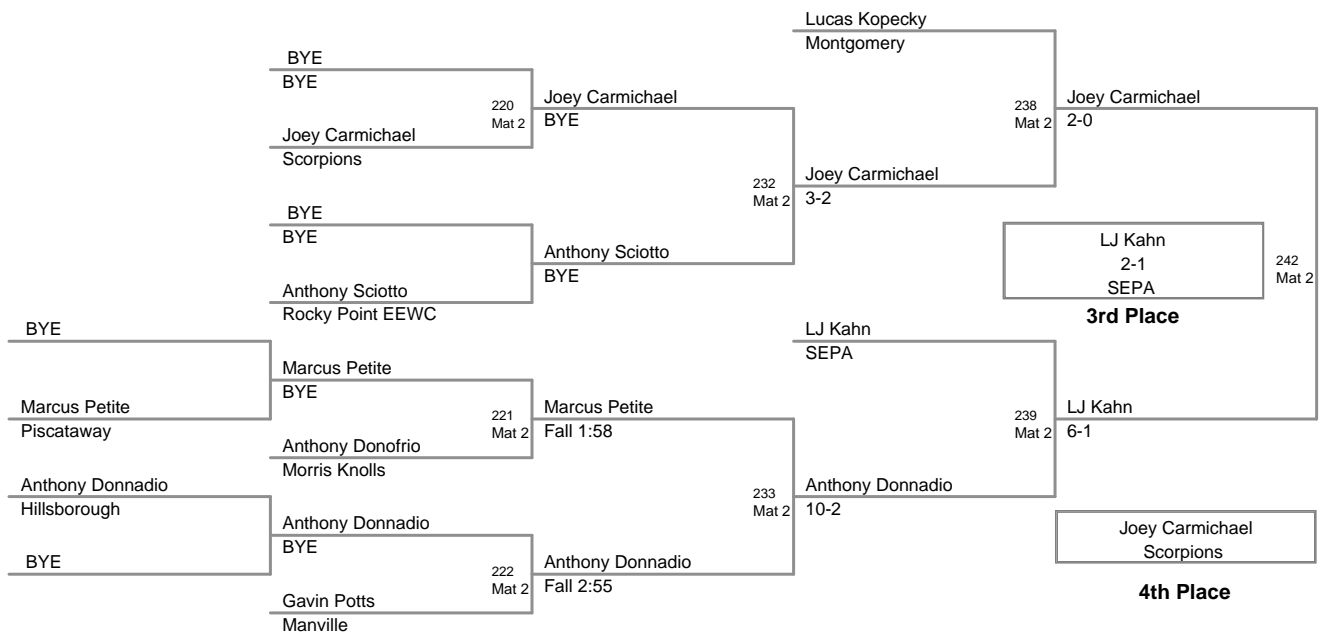 Lucas Kopecky
Montgomery
BYE
BYE
220
Mat 2
Joey Carmichael
BYE
238
Mat 2
Joey Carmichael
2-0
Joey Carmichael
Scorpions
232
Mat 2
Joey Carmichael
3-2
BYE
BYE
Anthony Sciotto
BYE
LJ Kahn
2-1
SEPA
242
Mat 2
Anthony Sciotto
Rocky Point EEWC
3rd Place
BYE
LJ Kahn
SEPA
Marcus Petite
BYE
Marcus Petite
Piscataway
221
Mat 2
Marcus Petite
Fall 1:58
239
Mat 2
LJ Kahn
6-1
Anthony Donofrio
Morris Knolls
Anthony Donnadio
Hillsborough
233
Mat 2
Anthony Donnadio
10-2
Anthony Donnadio
BYE
Joey Carmichael
Scorpions
BYE
222
Mat 2
Anthony Donnadio
Fall 2:55
4th Place
Gavin Potts
Manville